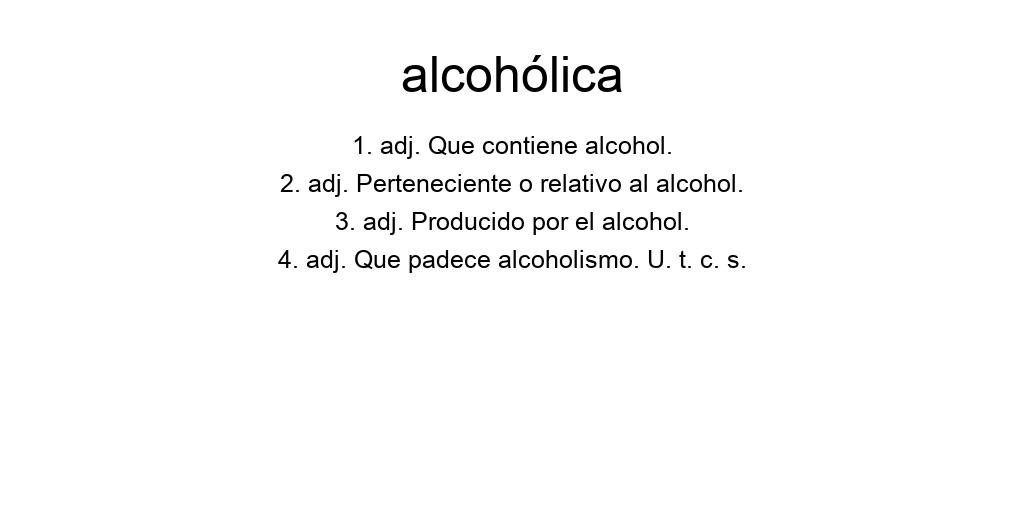 alcohólica
1. adj. Que contiene alcohol.
2. adj. Perteneciente o relativo al alcohol.
3. adj. Producido por el alcohol.
4. adj. Que padece alcoholismo. U. t. c. s.